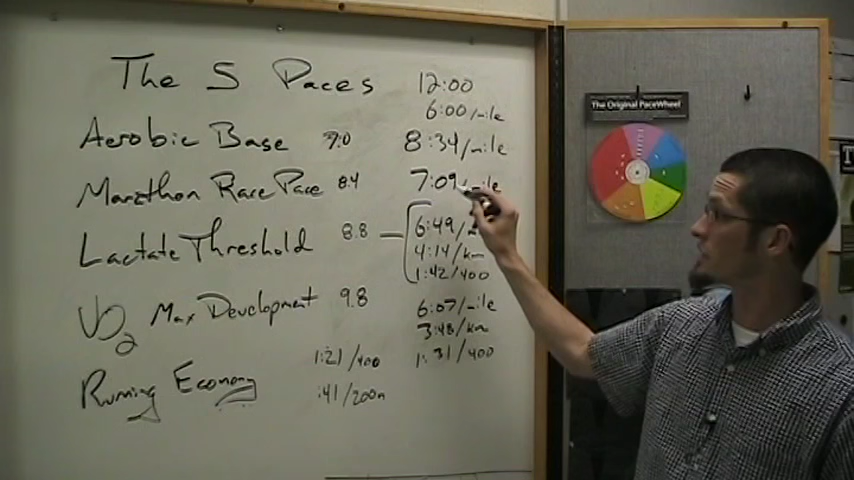 The 5 Paces 12:00
6:00/mile
Aerobic Base 7:0 8:34/mile
Marathon Race Pace 8.4 7:09/mile
Lactate Threshold 8.8 — 6:49/
4:14/km
1:42/400
VO2 Max Development 9.8 6:07/mile
3:48/km
1:31/400
Running Economy 1:21/400
:41/200m
The Original PaceWheel